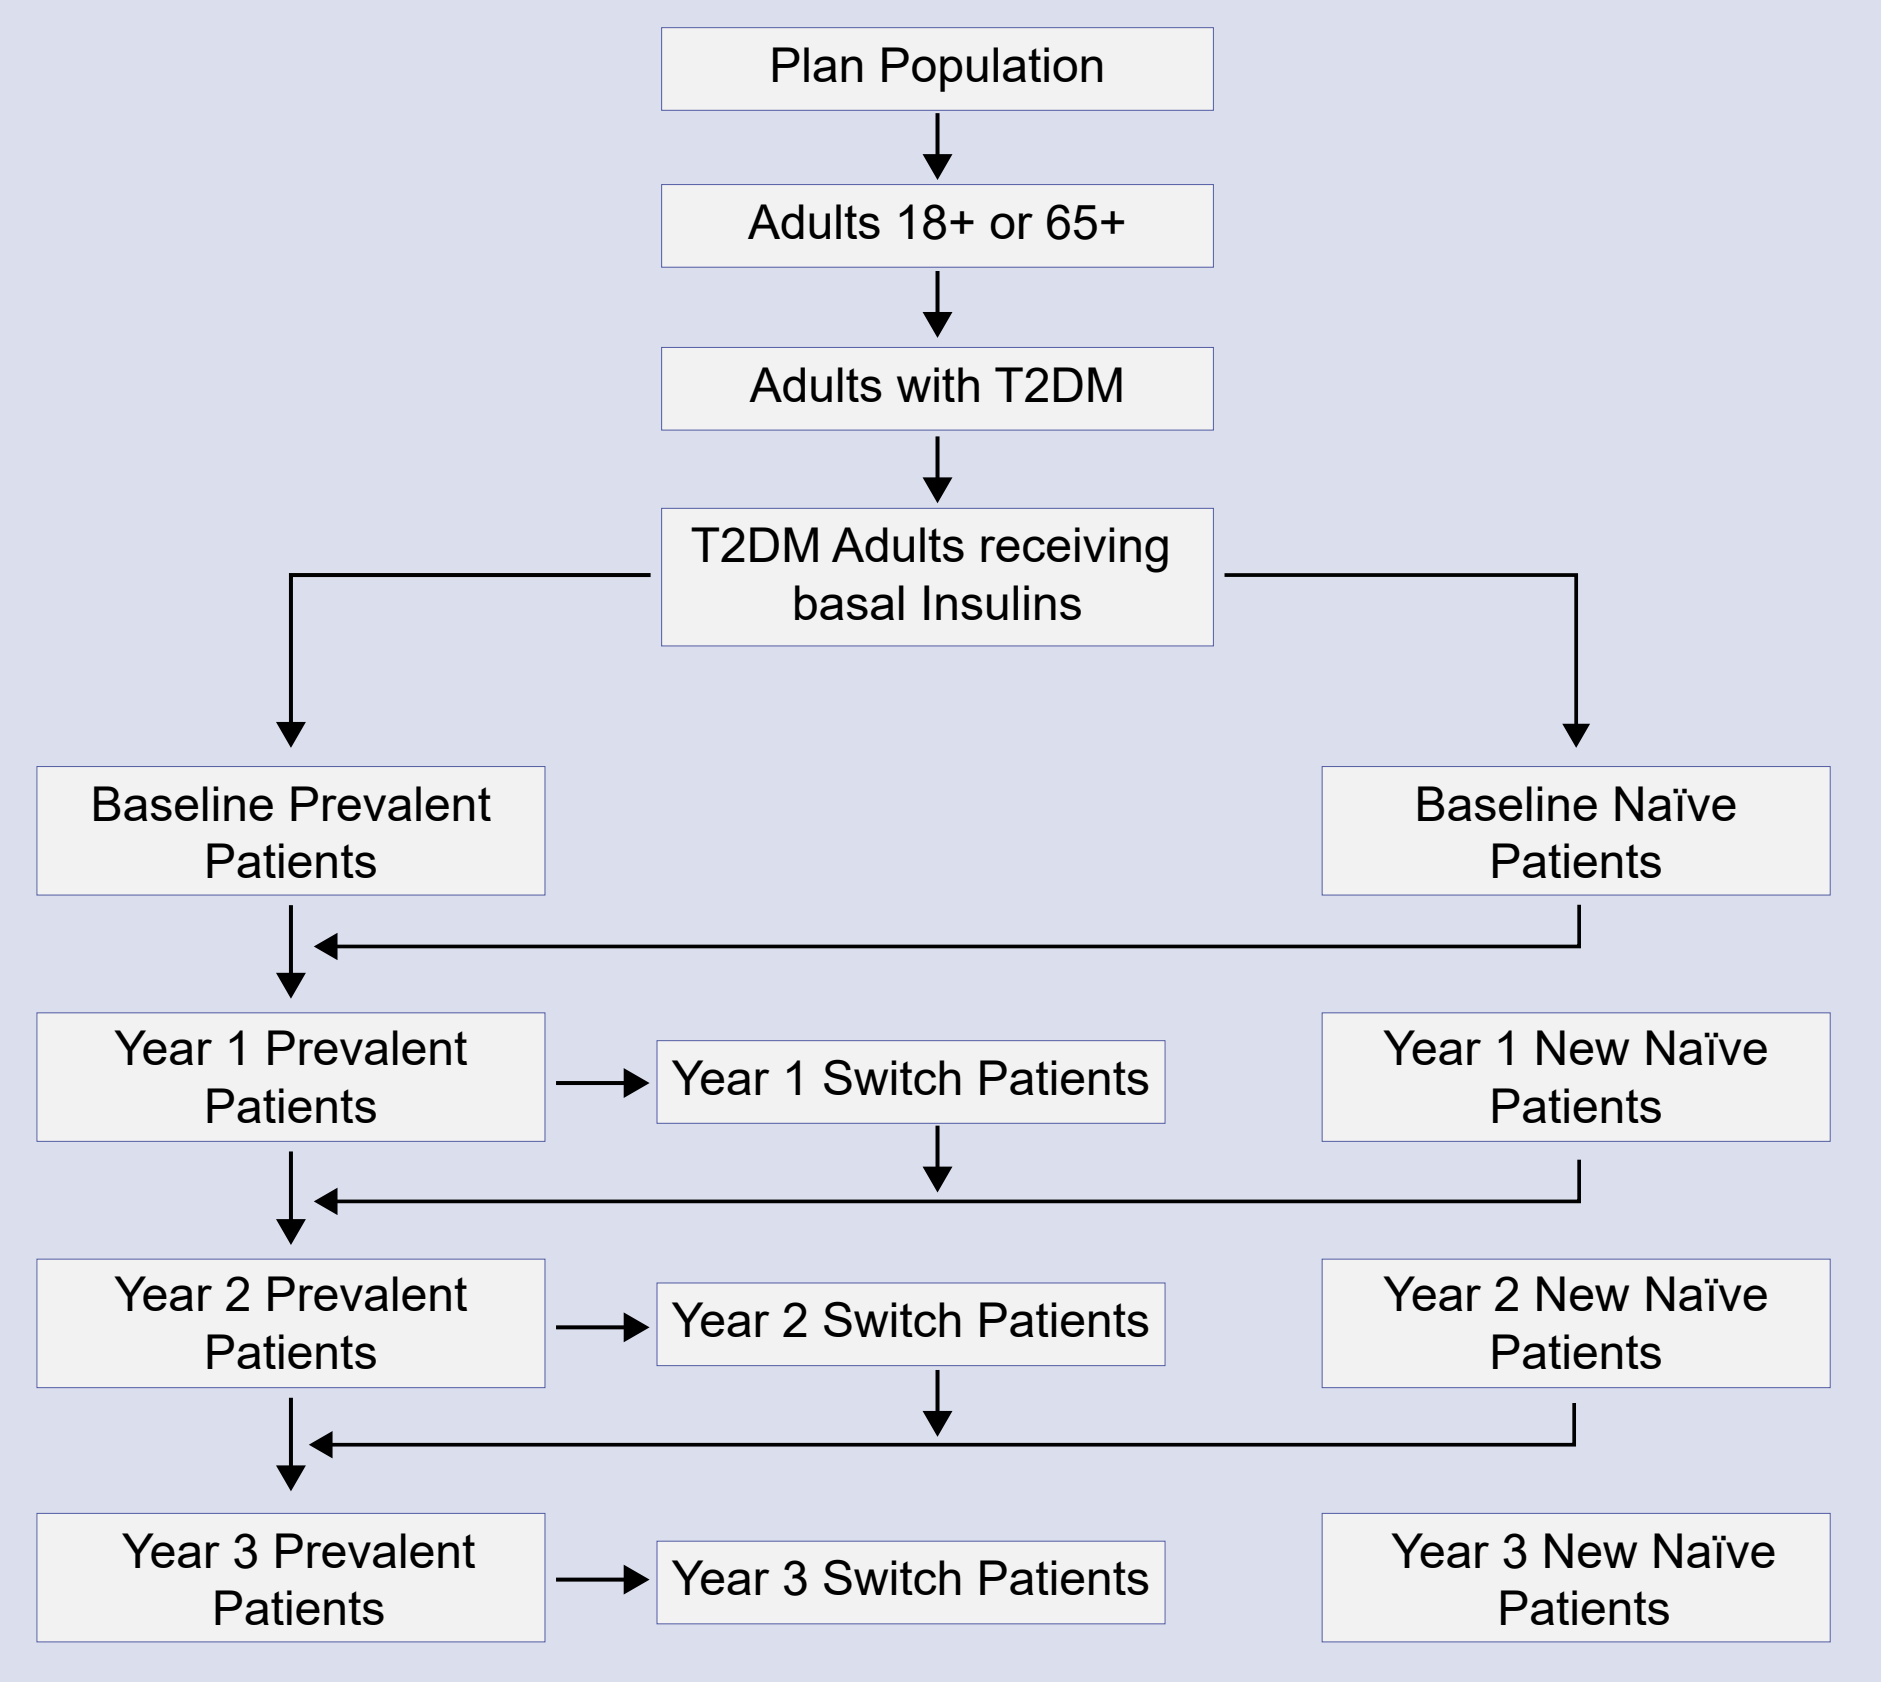 Plan Population
Adults 18+ or 65+
Adults with T2DM
T2DM Adults receiving
basal Insulins
Baseline Prevalent
Patients
Baseline Naïve
Patients
Year 1 Prevalent
Patients
Year 1 Switch Patients
Year 1 New Naïve
Patients
Year 2 Prevalent
Patients
Year 2 Switch Patients
Year 2 New Naïve
Patients
Year 3 Prevalent
Patients
Year 3 Switch Patients
Year 3 New Naïve
Patients